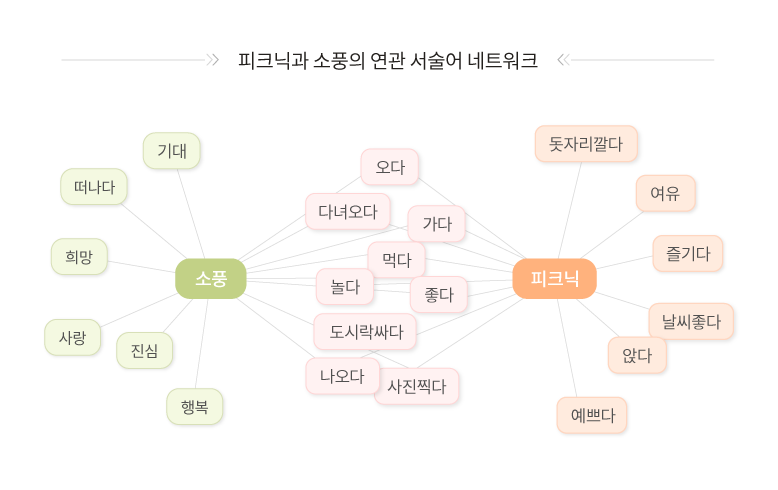 피크닉과 소풍의 연관 서술어 네트워크
기대
떠나다
희망
사랑
진심
행복
소풍
오다
다녀오다
가다
먹다
놀다
좋다
도시락싸다
나오다
사진찍다
피크닉
돗자리깔다
여유
즐기다
날씨좋다
앉다
예쁘다